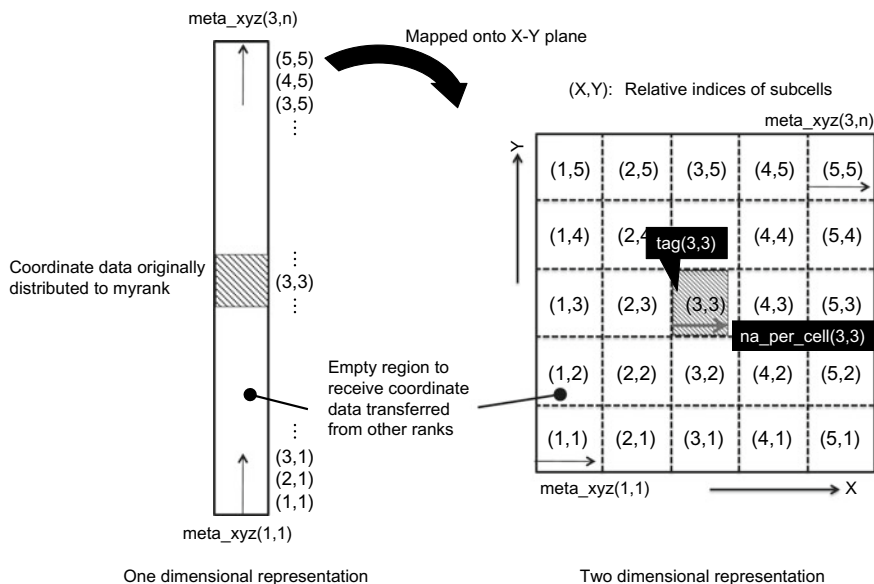 meta_xyz(3,n)
(5,5)
(4,5)
(3,5)
⋮
Mapped onto X-Y plane
Coordinate data originally
distributed to myrank
⋮
(3,3)
⋮
Empty region to
receive coordinate
data transferred
from other ranks
⋮
(3,1)
(2,1)
(1,1)
meta_xyz(1,1)
One dimensional representation
(X,Y): Relative indices of subcells
meta_xyz(3,n)
Y
(1,5) (2,5) (3,5) (4,5) (5,5)
(1,4) (2,4 (4,4) (5,4)
tag(3,3)
(1,3) (2,3) (3,3) (4,3) (5,3)
na_per_cell(3,3)
(1,2) (2,2) (3,2) (4,2) (5,2)
(1,1) (2,1) (3,1) (4,1) (5,1)
meta_xyz(1,1)
X
Two dimensional representation